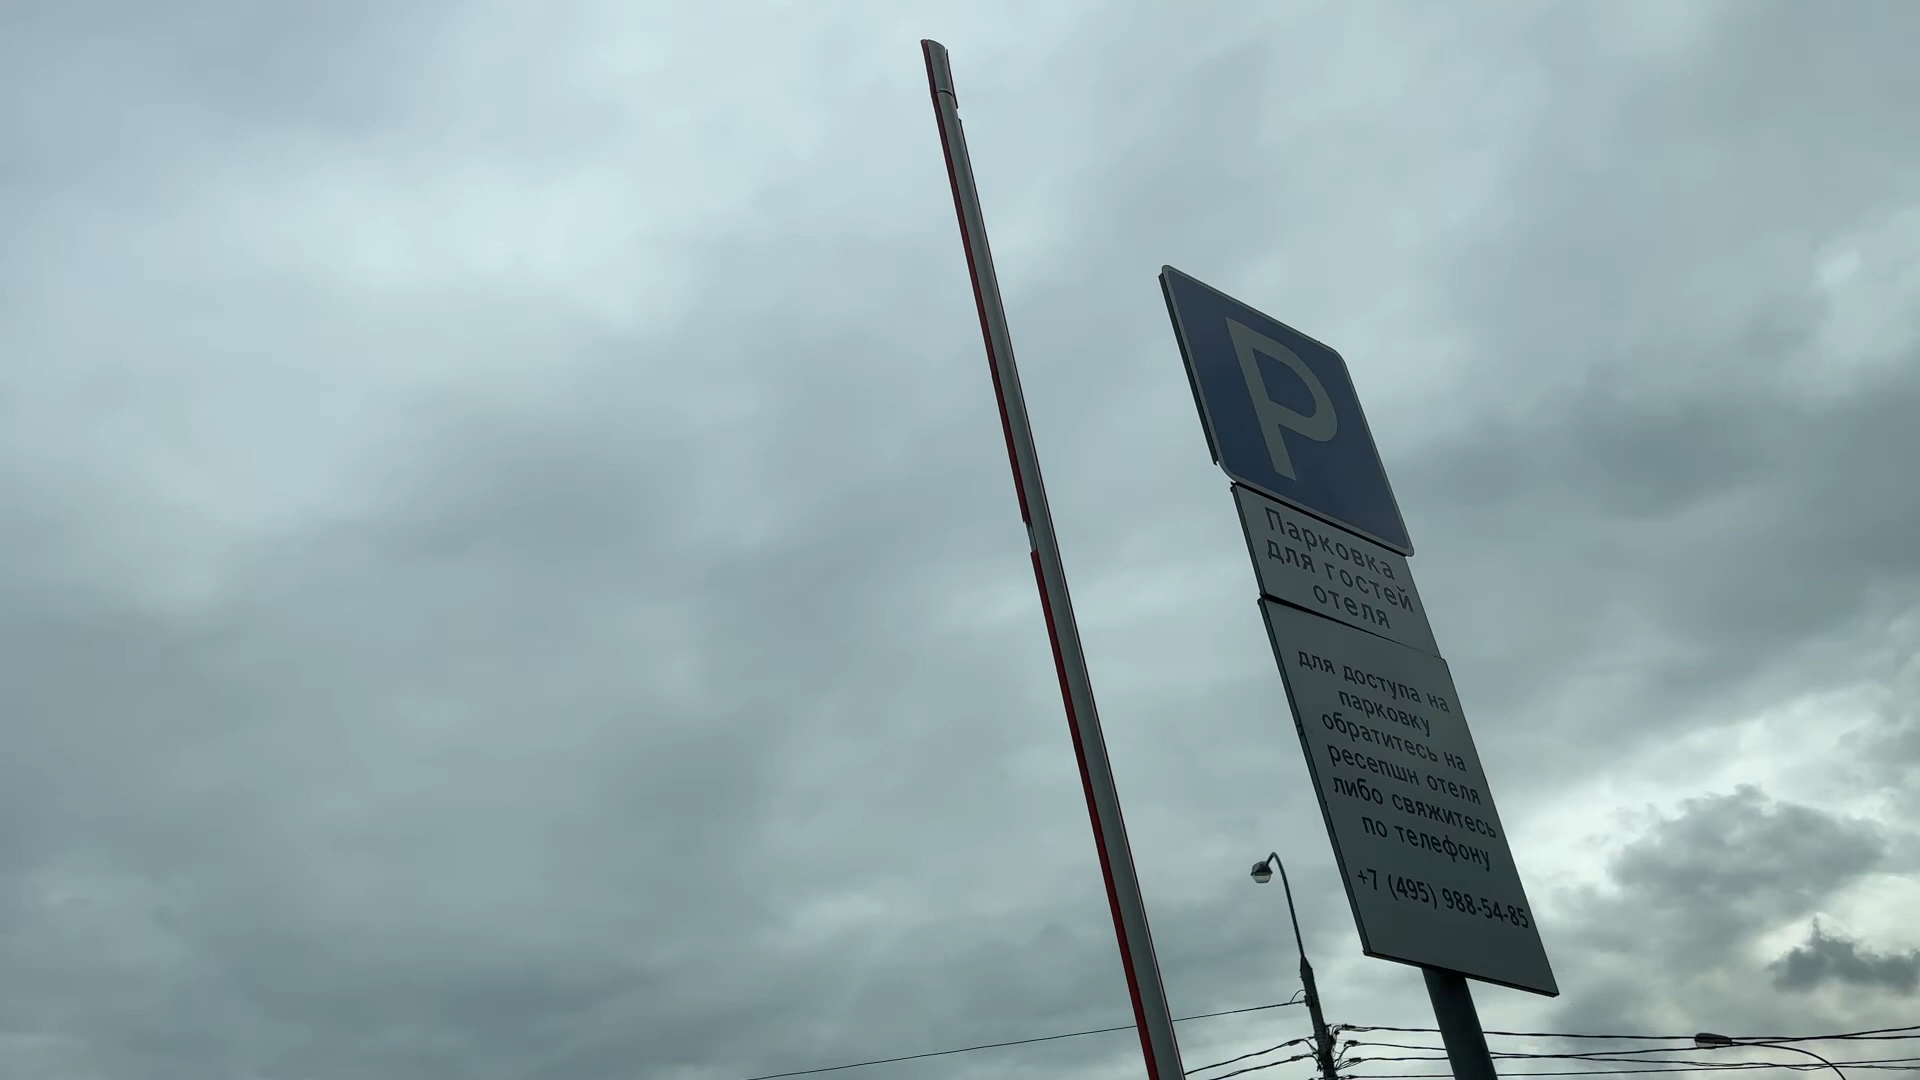 P
Парковка
для гостей
отеля
для доступа на
парковку
обратитесь на
ресепшн отеля
либо свяжитесь
по телефону
+7 (495) 988-54-85